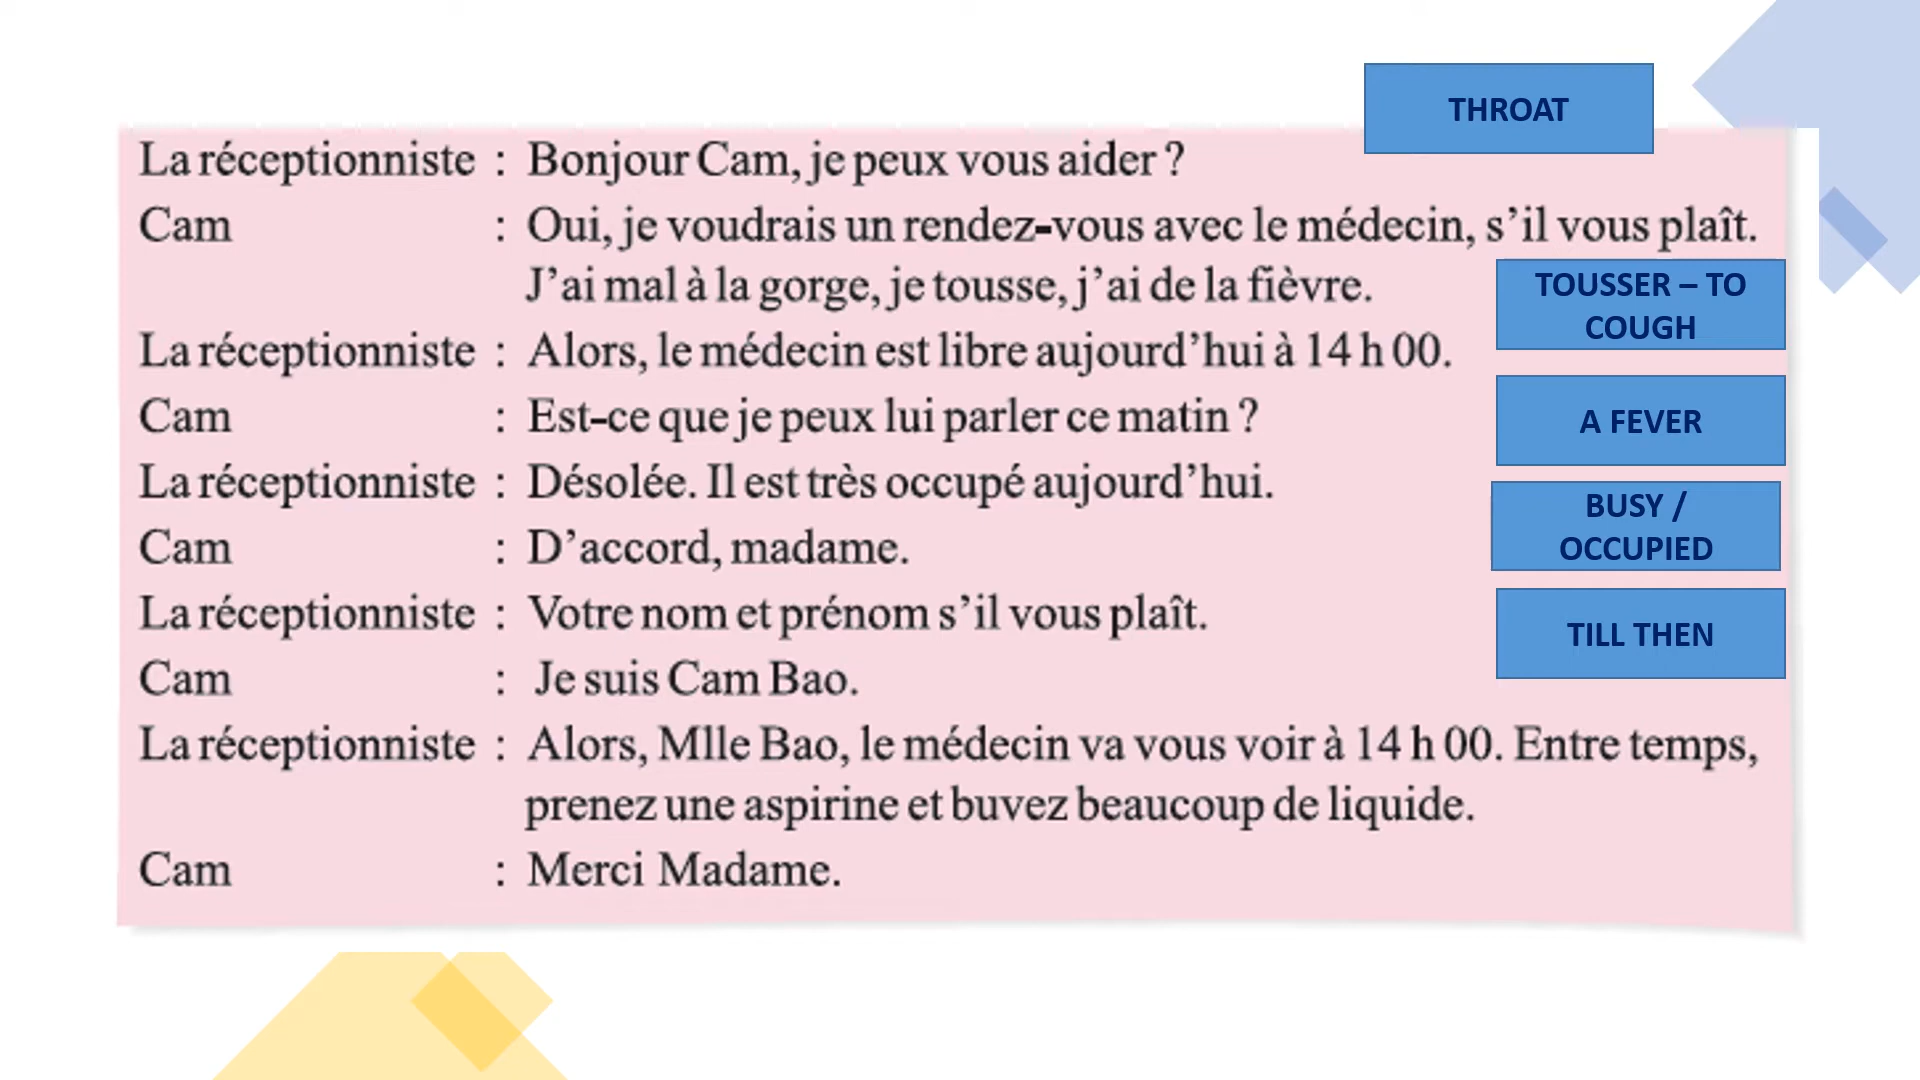 THROAT
La réceptionniste : Bonjour Cam, je peux vous aider ?
Cam : Oui, je voudrais un rendez-vous avec le médecin, s’il vous plaît.
J’ai mal à la gorge, je tousse, j’ai de la fièvre.
TOUSSER – TO
COUGH
La réceptionniste : Alors, le médecin est libre aujourd’hui à 14 h 00.
Cam : Est-ce que je peux lui parler ce matin ?
A FEVER
La réceptionniste : Désolée. Il est très occupé aujourd’hui.
BUSY /
OCCUPIED
Cam : D’accord, madame.
La réceptionniste : Votre nom et prénom s’il vous plaît.
TILL THEN
Cam : Je suis Cam Bao.
La réceptionniste : Alors, Mlle Bao, le médecin va vous voir à 14 h 00. Entre temps,
prenez une aspirine et buvez beaucoup de liquide.
Cam : Merci Madame.